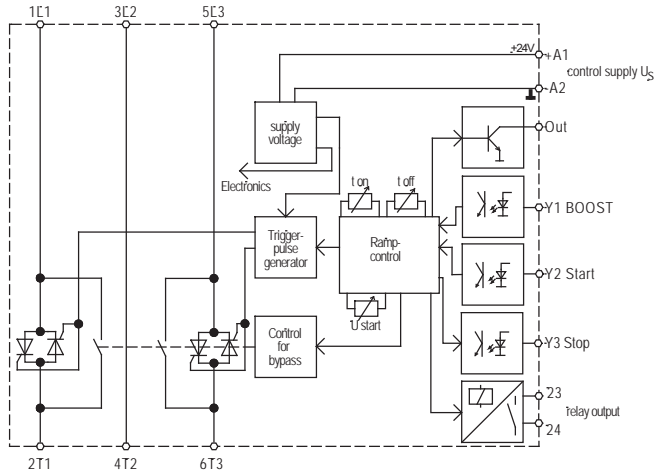 1L1 3L2 5L3
+24V
+A1
control supply US
-A2
Out
supply
voltage
Electronics
t on t off
Y1 BOOST
Trigger-
pulse
generator
Ramp-
control
Y2 Start
U start
Control
for
bypass
Y3 Stop
23
relay output
24
2T1 4T2 6T3